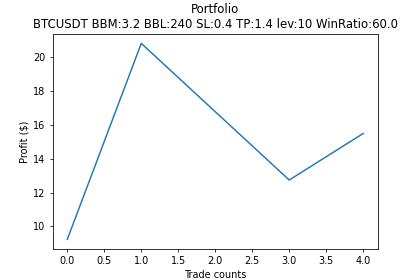 Portfolio
BTCUSDT BBM:3.2 BBL:240 SL:0.4 TP:1.4 lev:10 WinRatio:60.0
20
18
16
14
12
10
Profit ($)
0.0 0.5 1.0 1.5 2.0 2.5 3.0 3.5 4.0
Trade counts